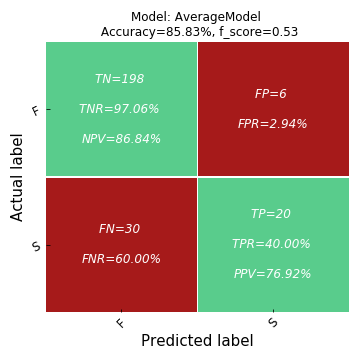 Model: AverageModel
Accuracy=85.83%, f_score=0.53
Actual label
F
TN=198
TNR=97.06%
NPV=86.84%
FP=6
FPR=2.94%
S
FN=30
FNR=60.00%
TP=20
TPR=40.00%
PPV=76.92%
F
S
Predicted label